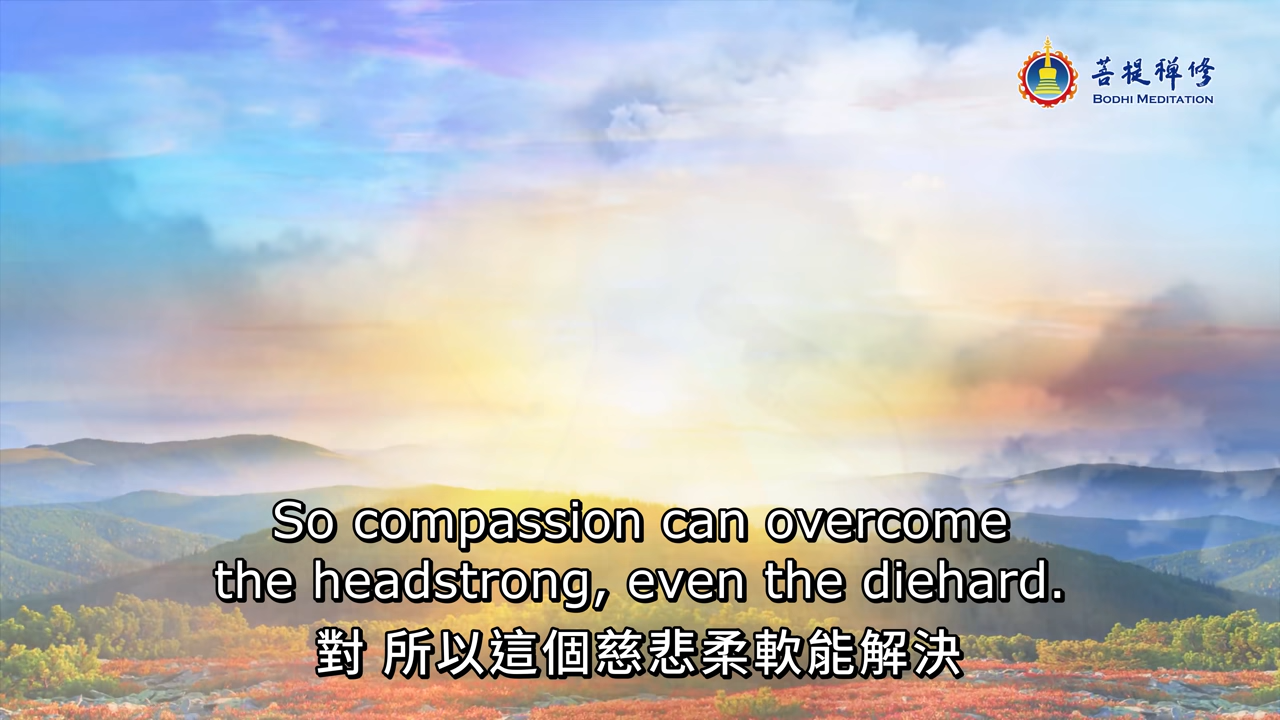 菩提禪修
BODHI MEDITATION
So compassion can overcome
the headstrong, even the diehard.
對 所以這個慈悲柔軟能解決